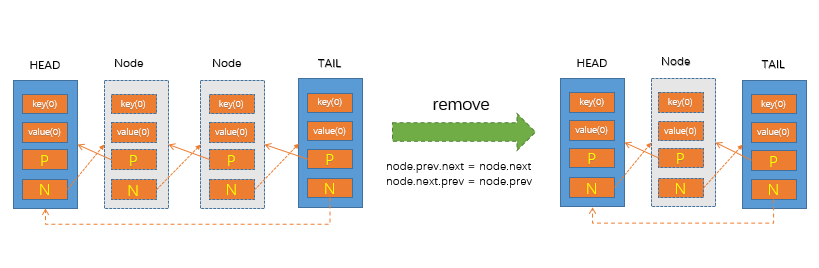 HEAD Node Node TAIL
key(0) key(0) key(0) key(0)
value(0) value(0) value(0) value(0)
P P P P
N N N N
remove
node.prev.next = node.next
node.next.prev = node.prev
HEAD Node TAIL
key(0) key(0) key(0)
value(0) value(0) value(0)
P P P
N N N